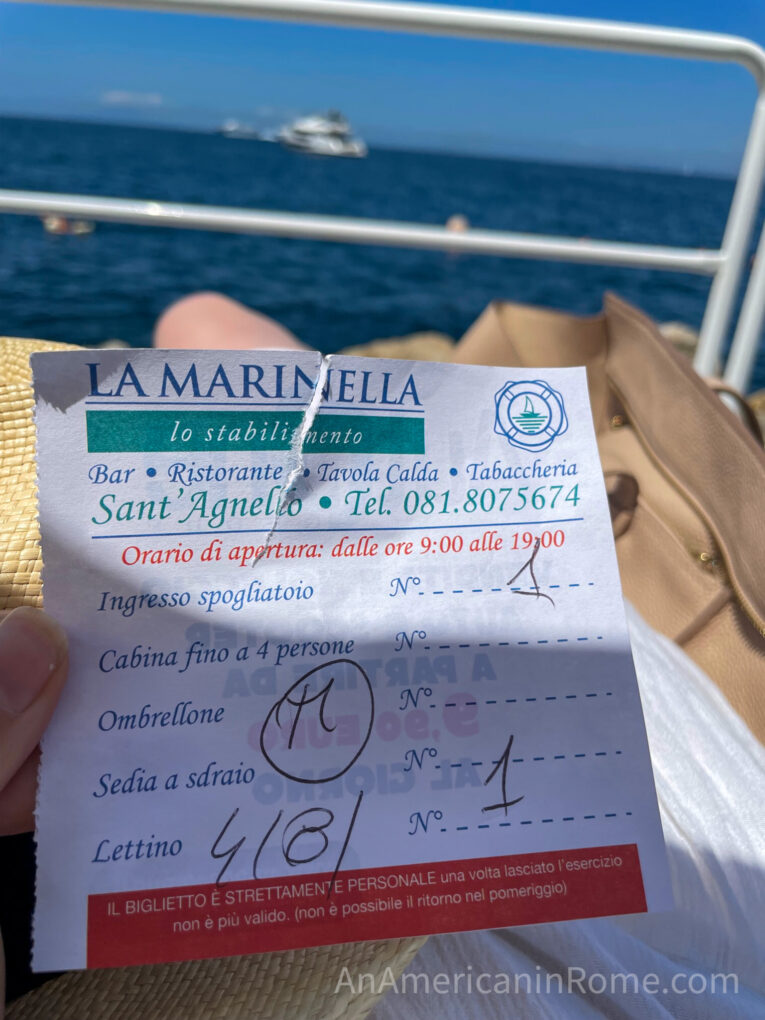 LA MARINELLA
lo stabilimento
Bar • Ristorante • Tavola Calda • Tabaccheria
Sant'Agnello • Tel. 081.8075674
Orario di apertura: dalle ore 9:00 alle 19:00
Ingresso spogliatoio N° 1
Cabina fino a 4 persone N°
Ombrellone N°
Sedia a sdraio N° 1
Lettino 4/8/ N°
IL BIGLIETTO È STRETTAMENTE PERSONALE una volta lasciato l'esercizio
non è più valido. (non è possibile il ritorno nel pomeriggio)
AnAmericaninRome.com